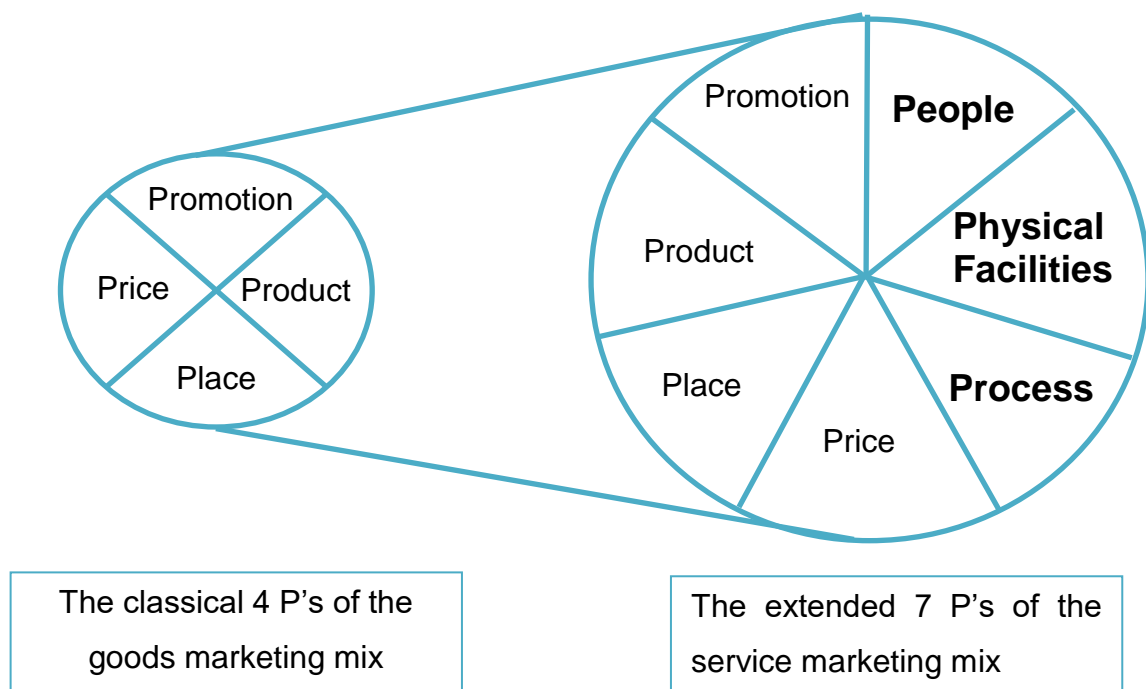 Promotion
Price
Product
Place
Promotion
People
Physical
Facilities
Process
Price
Place
Product
The classical 4 P’s of the
goods marketing mix
The extended 7 P’s of the
service marketing mix